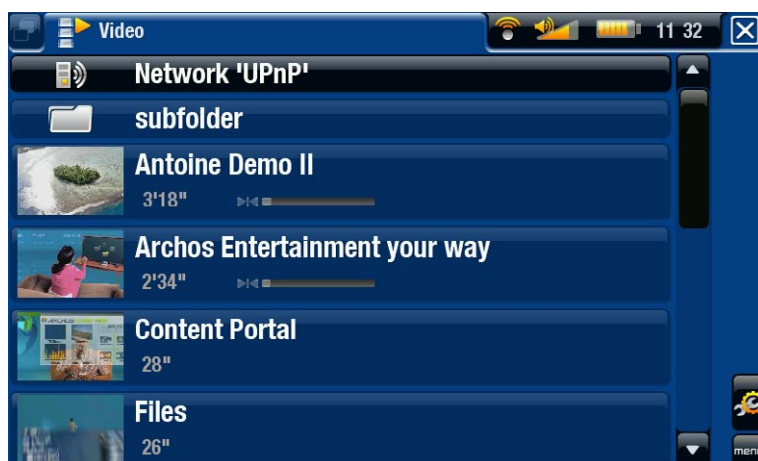 Video
11 32
Network 'UPnP'
subfolder
Antoine Demo II
3'18"
Archos Entertainment your way
2'34"
Content Portal
28"
Files
26"
menu